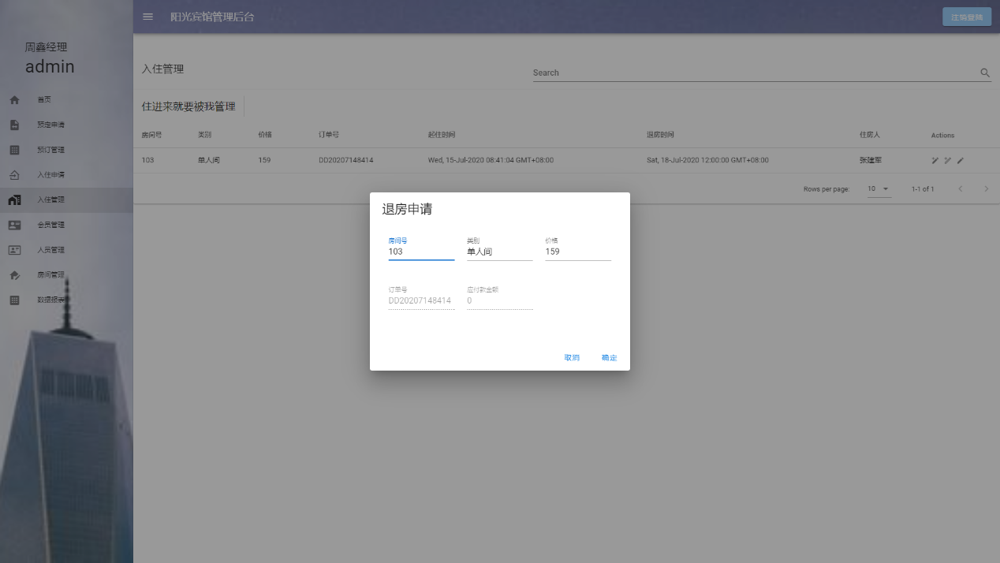 周鑫经理
admin
首页
预定申请
预订管理
入住申请
入住管理
会员管理
人员管理
房间管理
数据报表
阳光宾馆管理后台
注销登陆
入住管理
Search
住进来就要被我管理
房间号 类别 价格 订单号 起住时间 退房时间 住房人 Actions
103 单人间 159 DD20207148414 Wed, 15-Jul-2020 08:41:04 GMT+08:00 Sat, 18-Jul-2020 12:00:00 GMT+08:00 张建军
Rows per page: 10 1-1 of 1
退房申请
房间号 类别 价格
103 单人间 159
订单号 应付款金额
DD20207148414 0
取消 确定